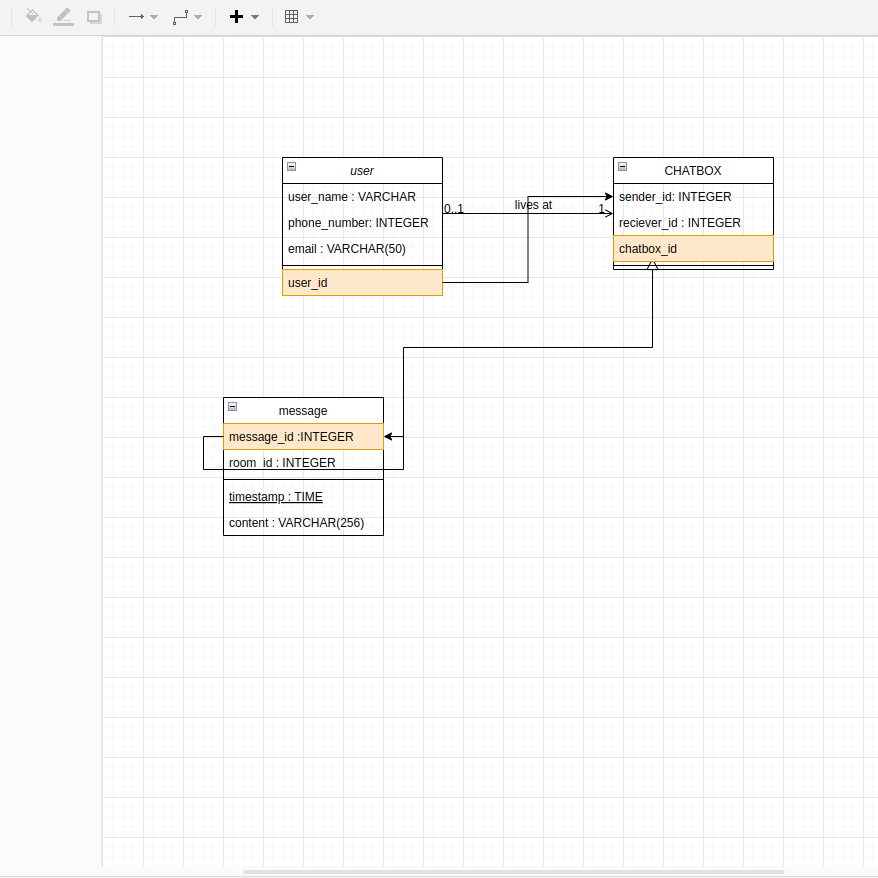 user
user_name : VARCHAR
phone_number: INTEGER
email : VARCHAR(50)
user_id
0..1
lives at
1
CHATBOX
sender_id: INTEGER
reciever_id : INTEGER
chatbox_id
message
message_id :INTEGER
room_id : INTEGER
timestamp : TIME
content : VARCHAR(256)